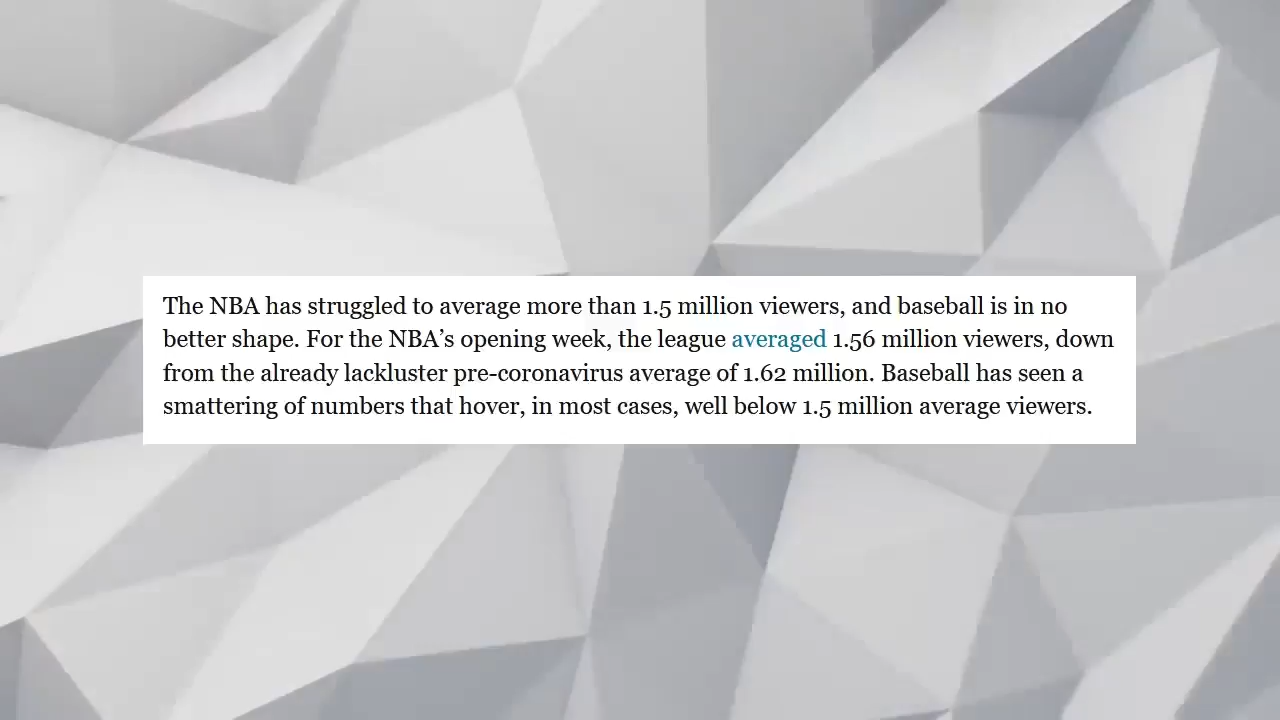 The NBA has struggled to average more than 1.5 million viewers, and baseball is in no
better shape. For the NBA’s opening week, the league averaged 1.56 million viewers, down
from the already lackluster pre-coronavirus average of 1.62 million. Baseball has seen a
smattering of numbers that hover, in most cases, well below 1.5 million average viewers.